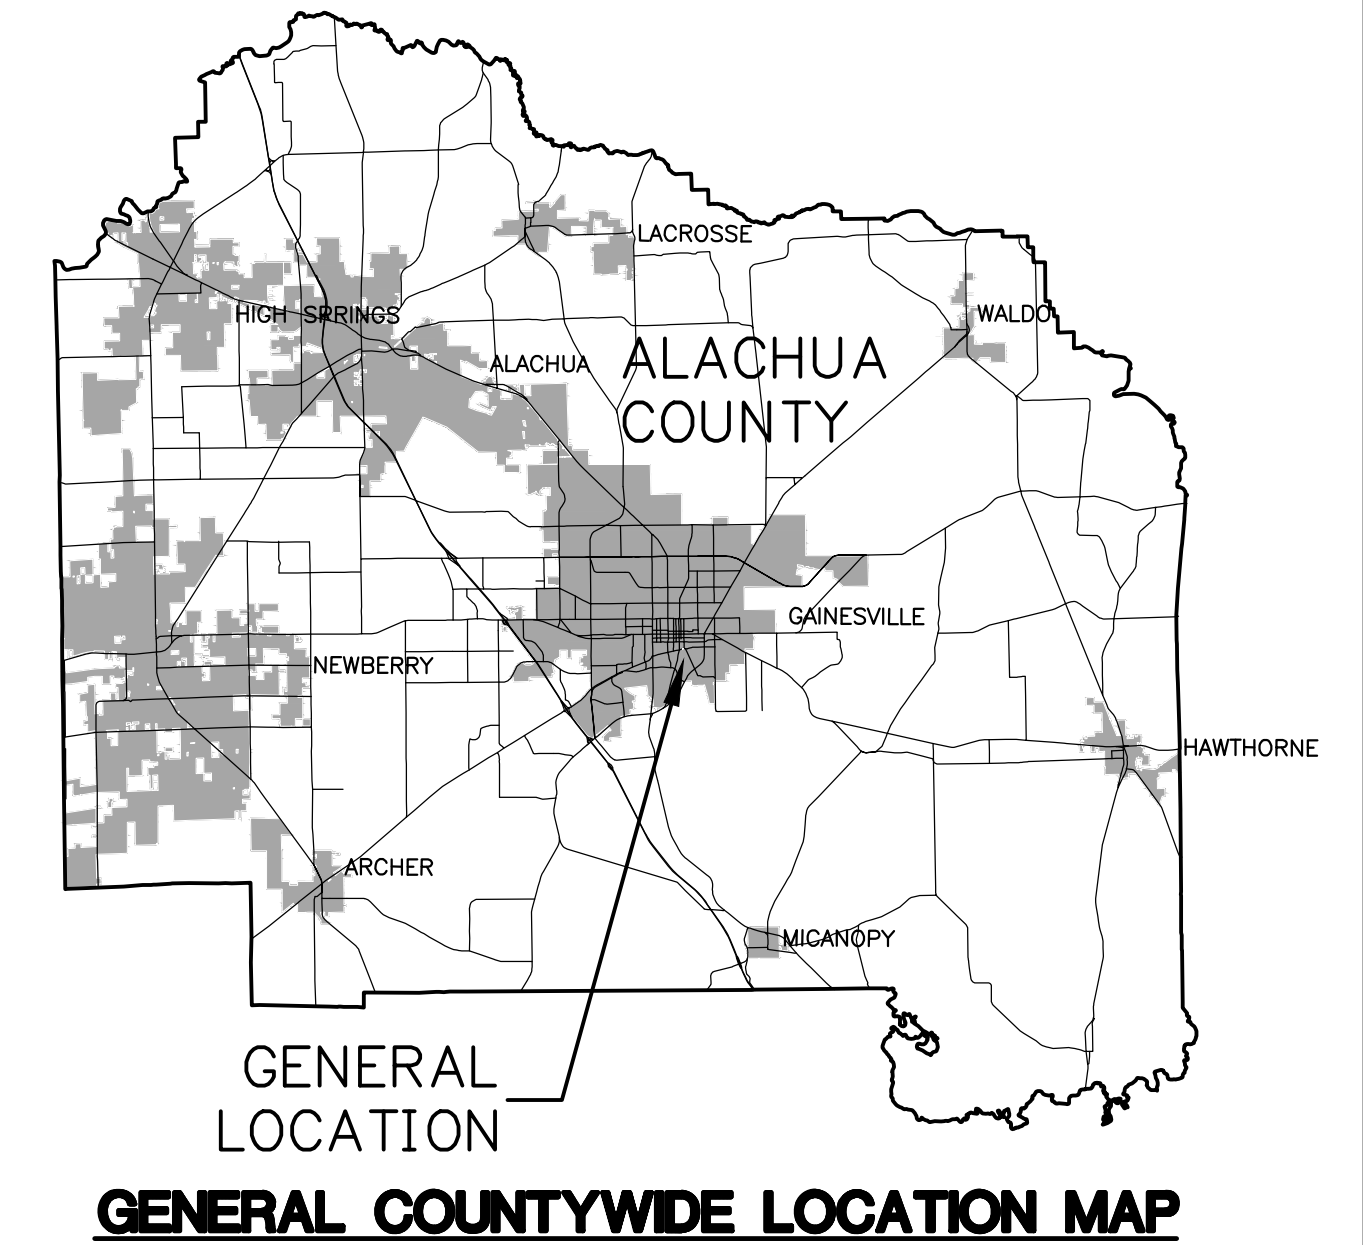 LACROSSE
HIGH SPRINGS
WALDO
ALACHUA
ALACHUA
COUNTY
GAINESVILLE
NEWBERRY
HAWTHORNE
ARCHER
MICANOPY
GENERAL
LOCATION
GENERAL COUNTYWIDE LOCATION MAP